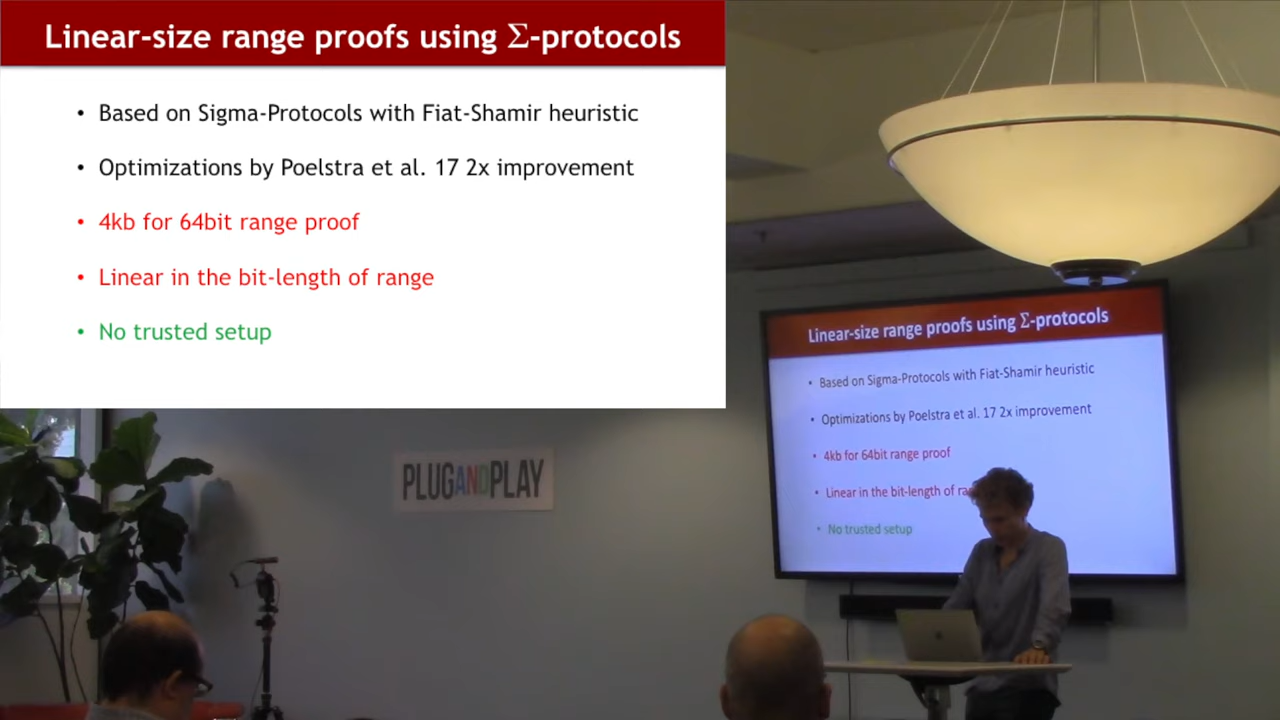 Linear-size range proofs using Σ-protocols
• Based on Sigma-Protocols with Fiat-Shamir heuristic
• Optimizations by Poelstra et al. 17 2x improvement
• 4kb for 64bit range proof
• Linear in the bit-length of range
• No trusted setup
PLUGANDPLAY
Linear-size range proofs using Σ-protocols
• Based on Sigma-Protocols with Fiat-Shamir heuristic
• Optimizations by Poelstra et al. 17 2x improvement
• 4kb for 64bit range proof
• Linear in the bit-length of
• No trusted setup